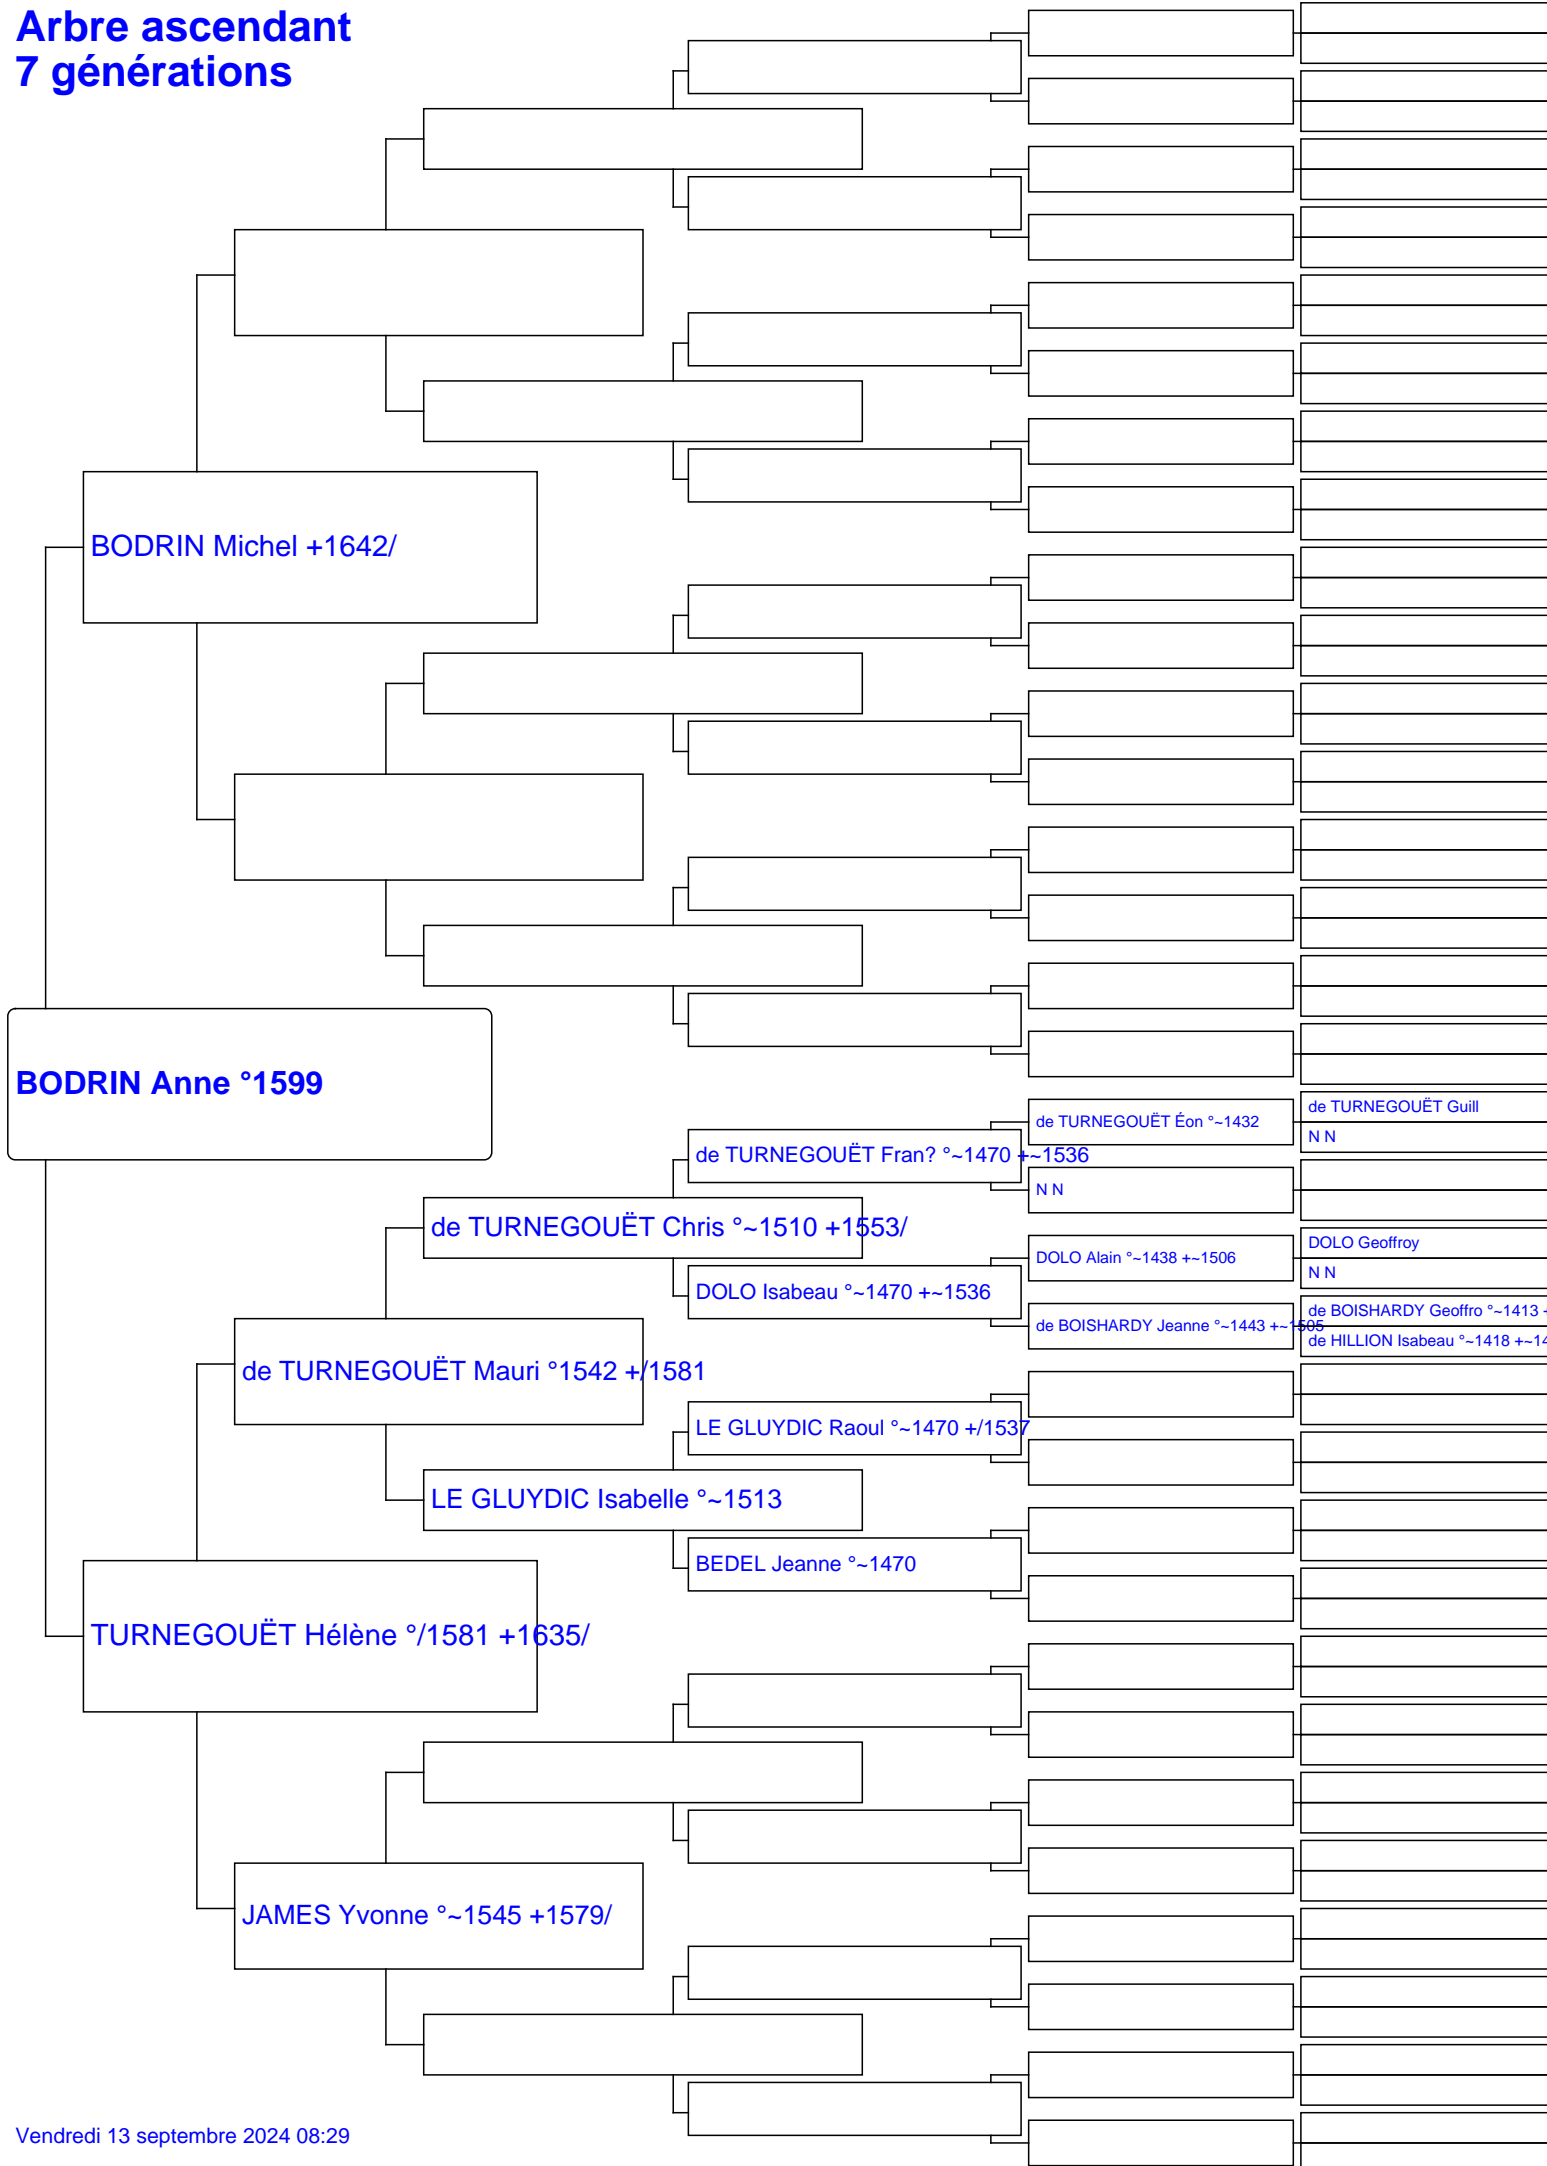 Arbre ascendant
7 générations
BODRIN Michel +1642/
BODRIN Anne °1599
de TURNEGOUËT Guill
de TURNEGOUËT Éon °~1432
N N
de TURNEGOUËT Fran? °~1470 +~1536
N N
de TURNEGOUËT Chris °~1510 +1553/
DOLO Geoffroy
DOLO Alain °~1438 +~1506
N N
DOLO Isabeau °~1470 +~1536
de BOISHARDY Geoffro °~1413 +
de BOISHARDY Jeanne °~1443 +~1505
de HILLION Isabeau °~1418 +~14
de TURNEGOUËT Mauri °1542 +/1581
LE GLUYDIC Raoul °~1470 +/1537
LE GLUYDIC Isabelle °~1513
BEDEL Jeanne °~1470
TURNEGOUËT Hélène °/1581 +1635/
JAMES Yvonne °~1545 +1579/
Vendredi 13 septembre 2024 08:29